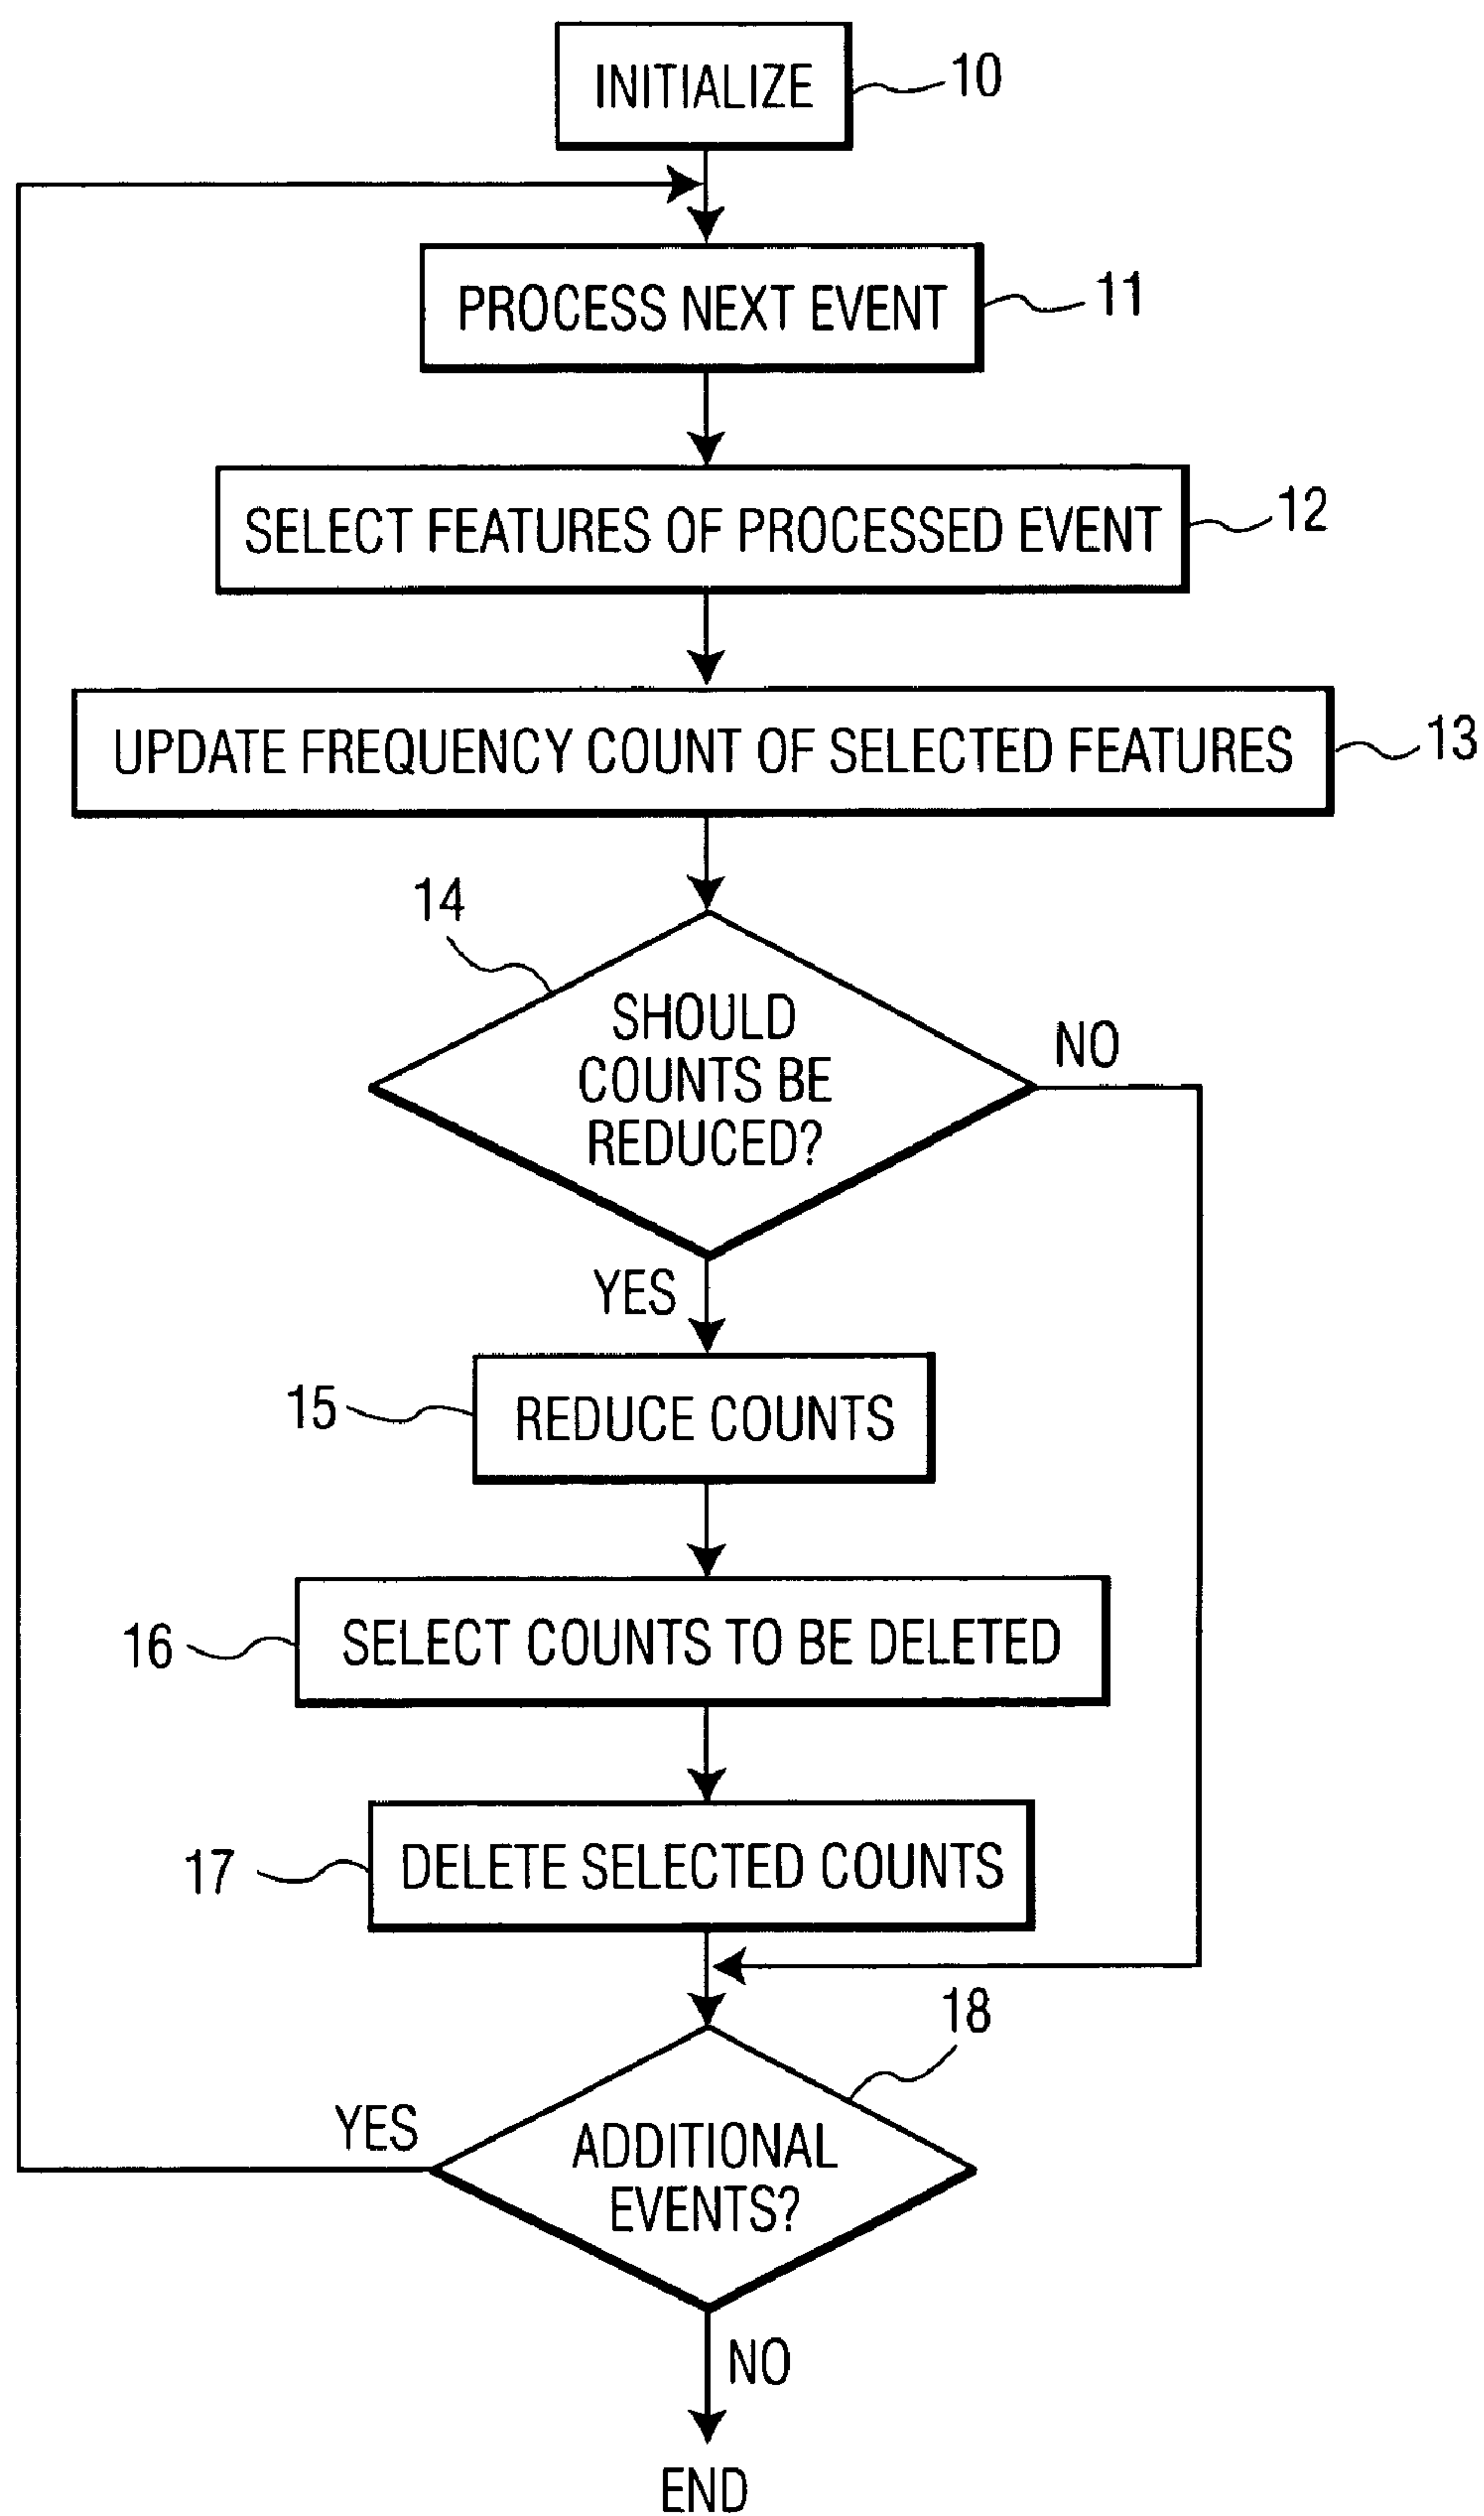 INITIALIZE
10
PROCESS NEXT EVENT
11
SELECT FEATURES OF PROCESSED EVENT
12
UPDATE FREQUENCY COUNT OF SELECTED FEATURES
13
14
SHOULD
COUNTS BE
REDUCED?
NO
YES
15
REDUCE COUNTS
16
SELECT COUNTS TO BE DELETED
17
DELETE SELECTED COUNTS
18
YES
ADDITIONAL
EVENTS?
NO
END